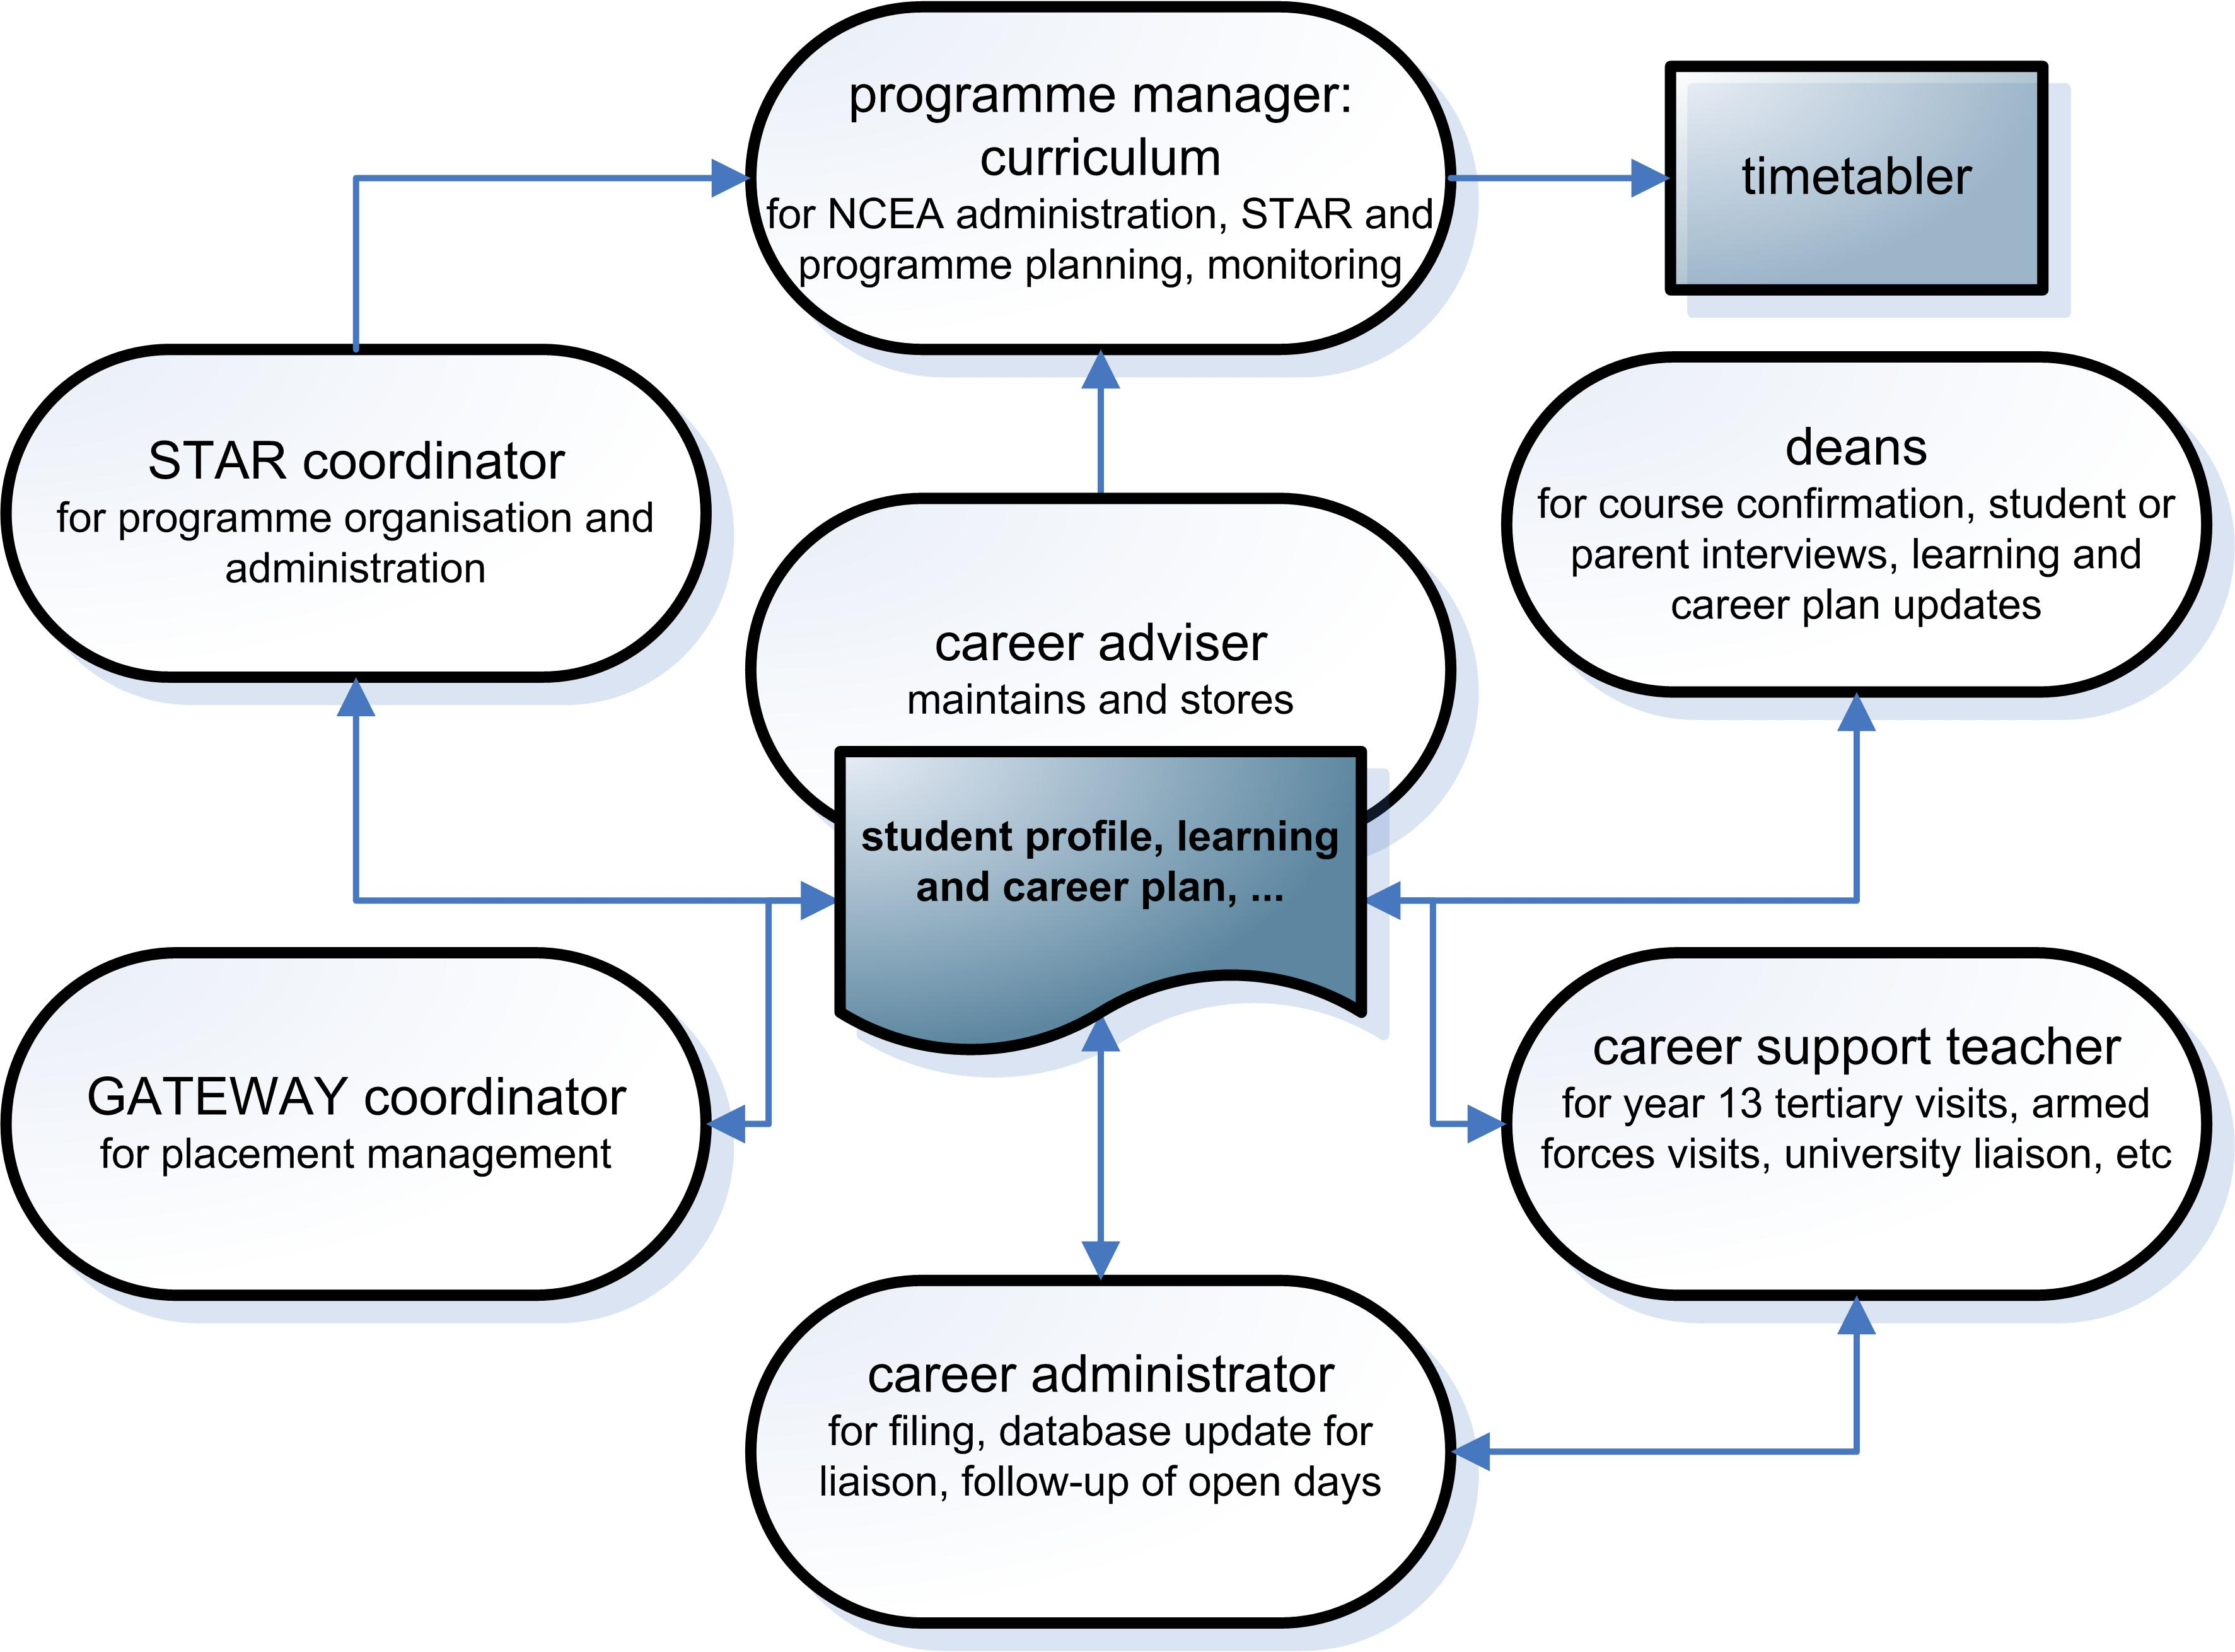 programme manager:
curriculum
for NCEA administration, STAR and
programme planning, monitoring
timetabler
STAR coordinator
for programme organisation and
administration
deans
for course confirmation, student or
parent interviews, learning and
career plan updates
career adviser
maintains and stores
student profile, learning
and career plan, ...
GATEWAY coordinator
for placement management
career support teacher
for year 13 tertiary visits, armed
forces visits, university liaison, etc
career administrator
for filing, database update for
liaison, follow-up of open days